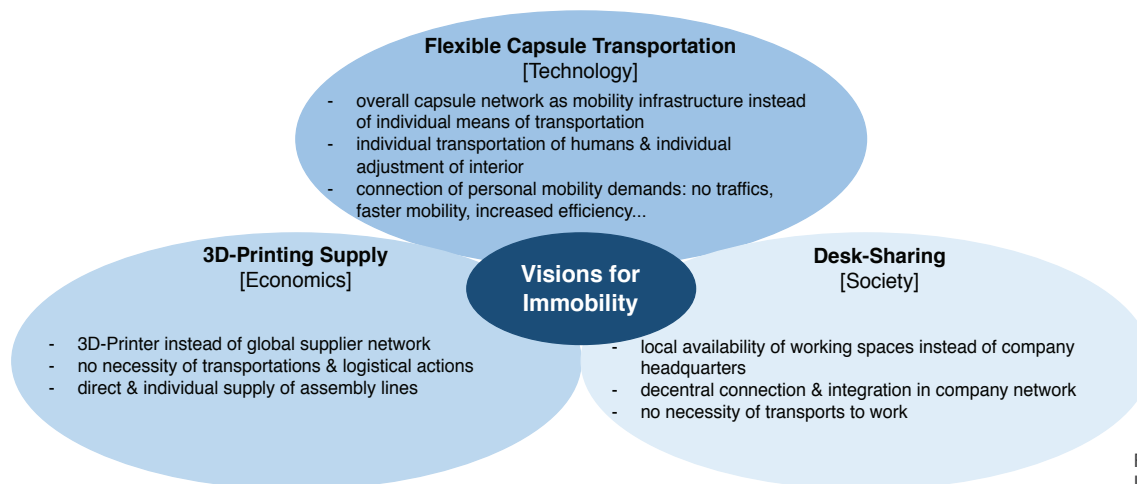 Flexible Capsule Transportation
[Technology]
- overall capsule network as mobility infrastructure instead
of individual means of transportation
- individual transportation of humans & individual
adjustment of interior
- connection of personal mobility demands: no traffics,
faster mobility, increased efficiency...
3D-Printing Supply
[Economics]
- 3D-Printer instead of global supplier network
- no necessity of transportations & logistical actions
- direct & individual supply of assembly lines
Visions for
Immobility
Desk-Sharing
[Society]
- local availability of working spaces instead of company
headquarters
- decentral connection & integration in company network
- no necessity of transports to work